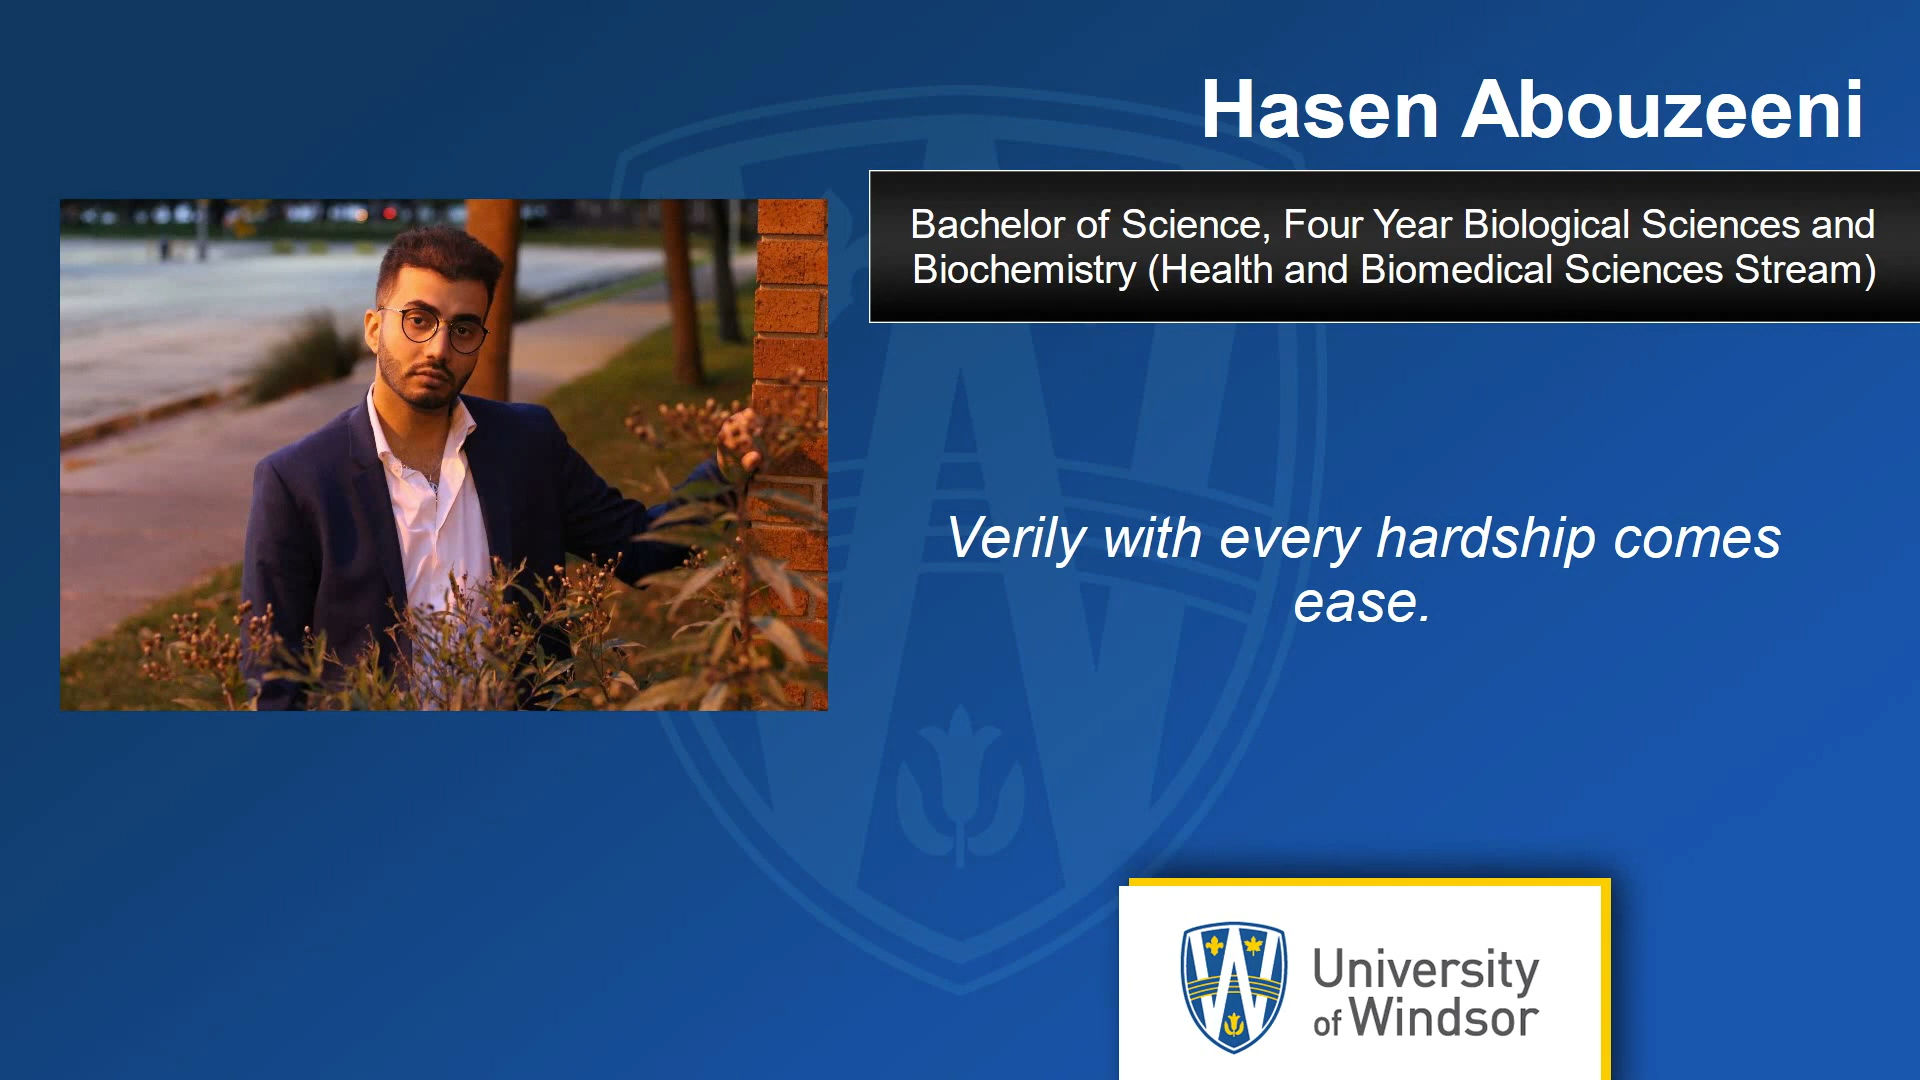 Hasen Abouzeeni
Bachelor of Science, Four Year Biological Sciences and
Biochemistry (Health and Biomedical Sciences Stream)
Verily with every hardship comes
ease.
University
of Windsor